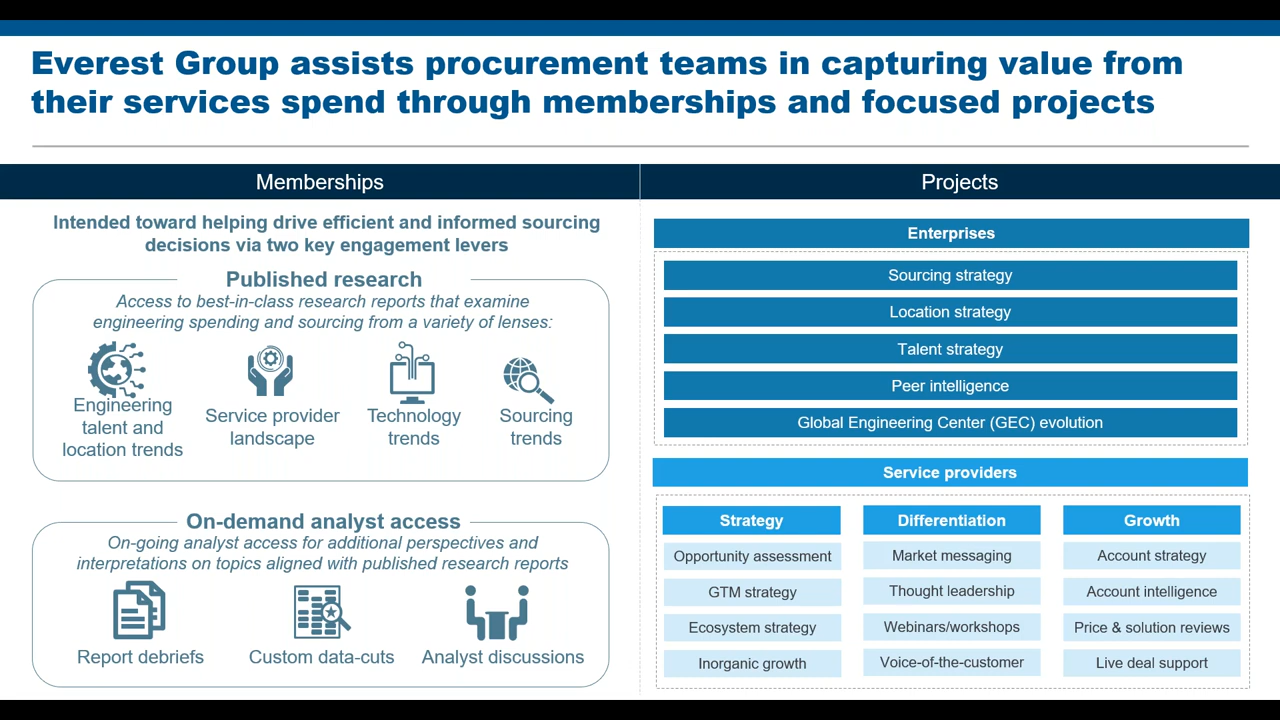 Everest Group assists procurement teams in capturing value from
their services spend through memberships and focused projects
Memberships
Intended toward helping drive efficient and informed sourcing
decisions via two key engagement levers
Published research
Access to best-in-class research reports that examine
engineering spending and sourcing from a variety of lenses:
Engineering
talent and
location trends
Service provider
landscape
Technology
trends
Sourcing
trends
On-demand analyst access
On-going analyst access for additional perspectives and
interpretations on topics aligned with published research reports
Report debriefs
Custom data-cuts
Analyst discussions
Projects
Enterprises
Sourcing strategy
Location strategy
Talent strategy
Peer intelligence
Global Engineering Center (GEC) evolution
Service providers
Strategy
Opportunity assessment
GTM strategy
Ecosystem strategy
Inorganic growth
Differentiation
Market messaging
Thought leadership
Webinars/workshops
Voice-of-the-customer
Growth
Account strategy
Account intelligence
Price & solution reviews
Live deal support